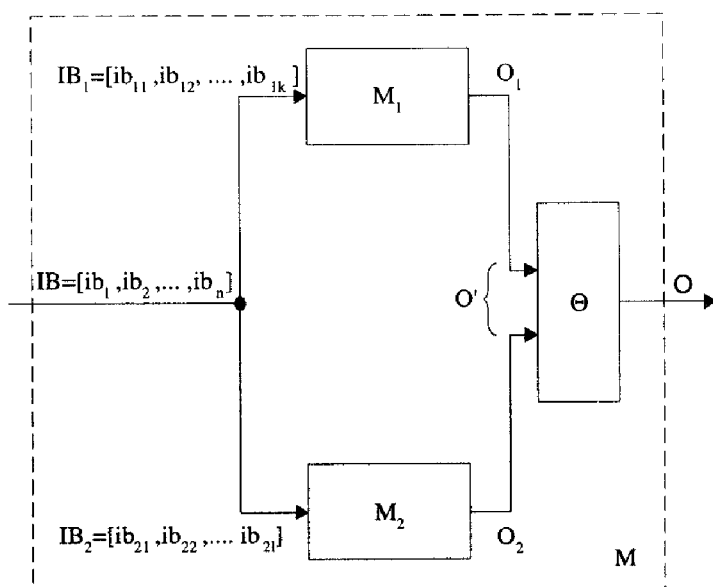 IB₁=[ib₁₁,ib₁₂, ....,ib₁ₖ]
M₁
O₁
IB=[ib₁,ib₂,...,ibₙ]
O'
Θ
O
M₂
IB₂=[ib₂₁,ib₂₂,.... ib₂ₗ]
O₂
M